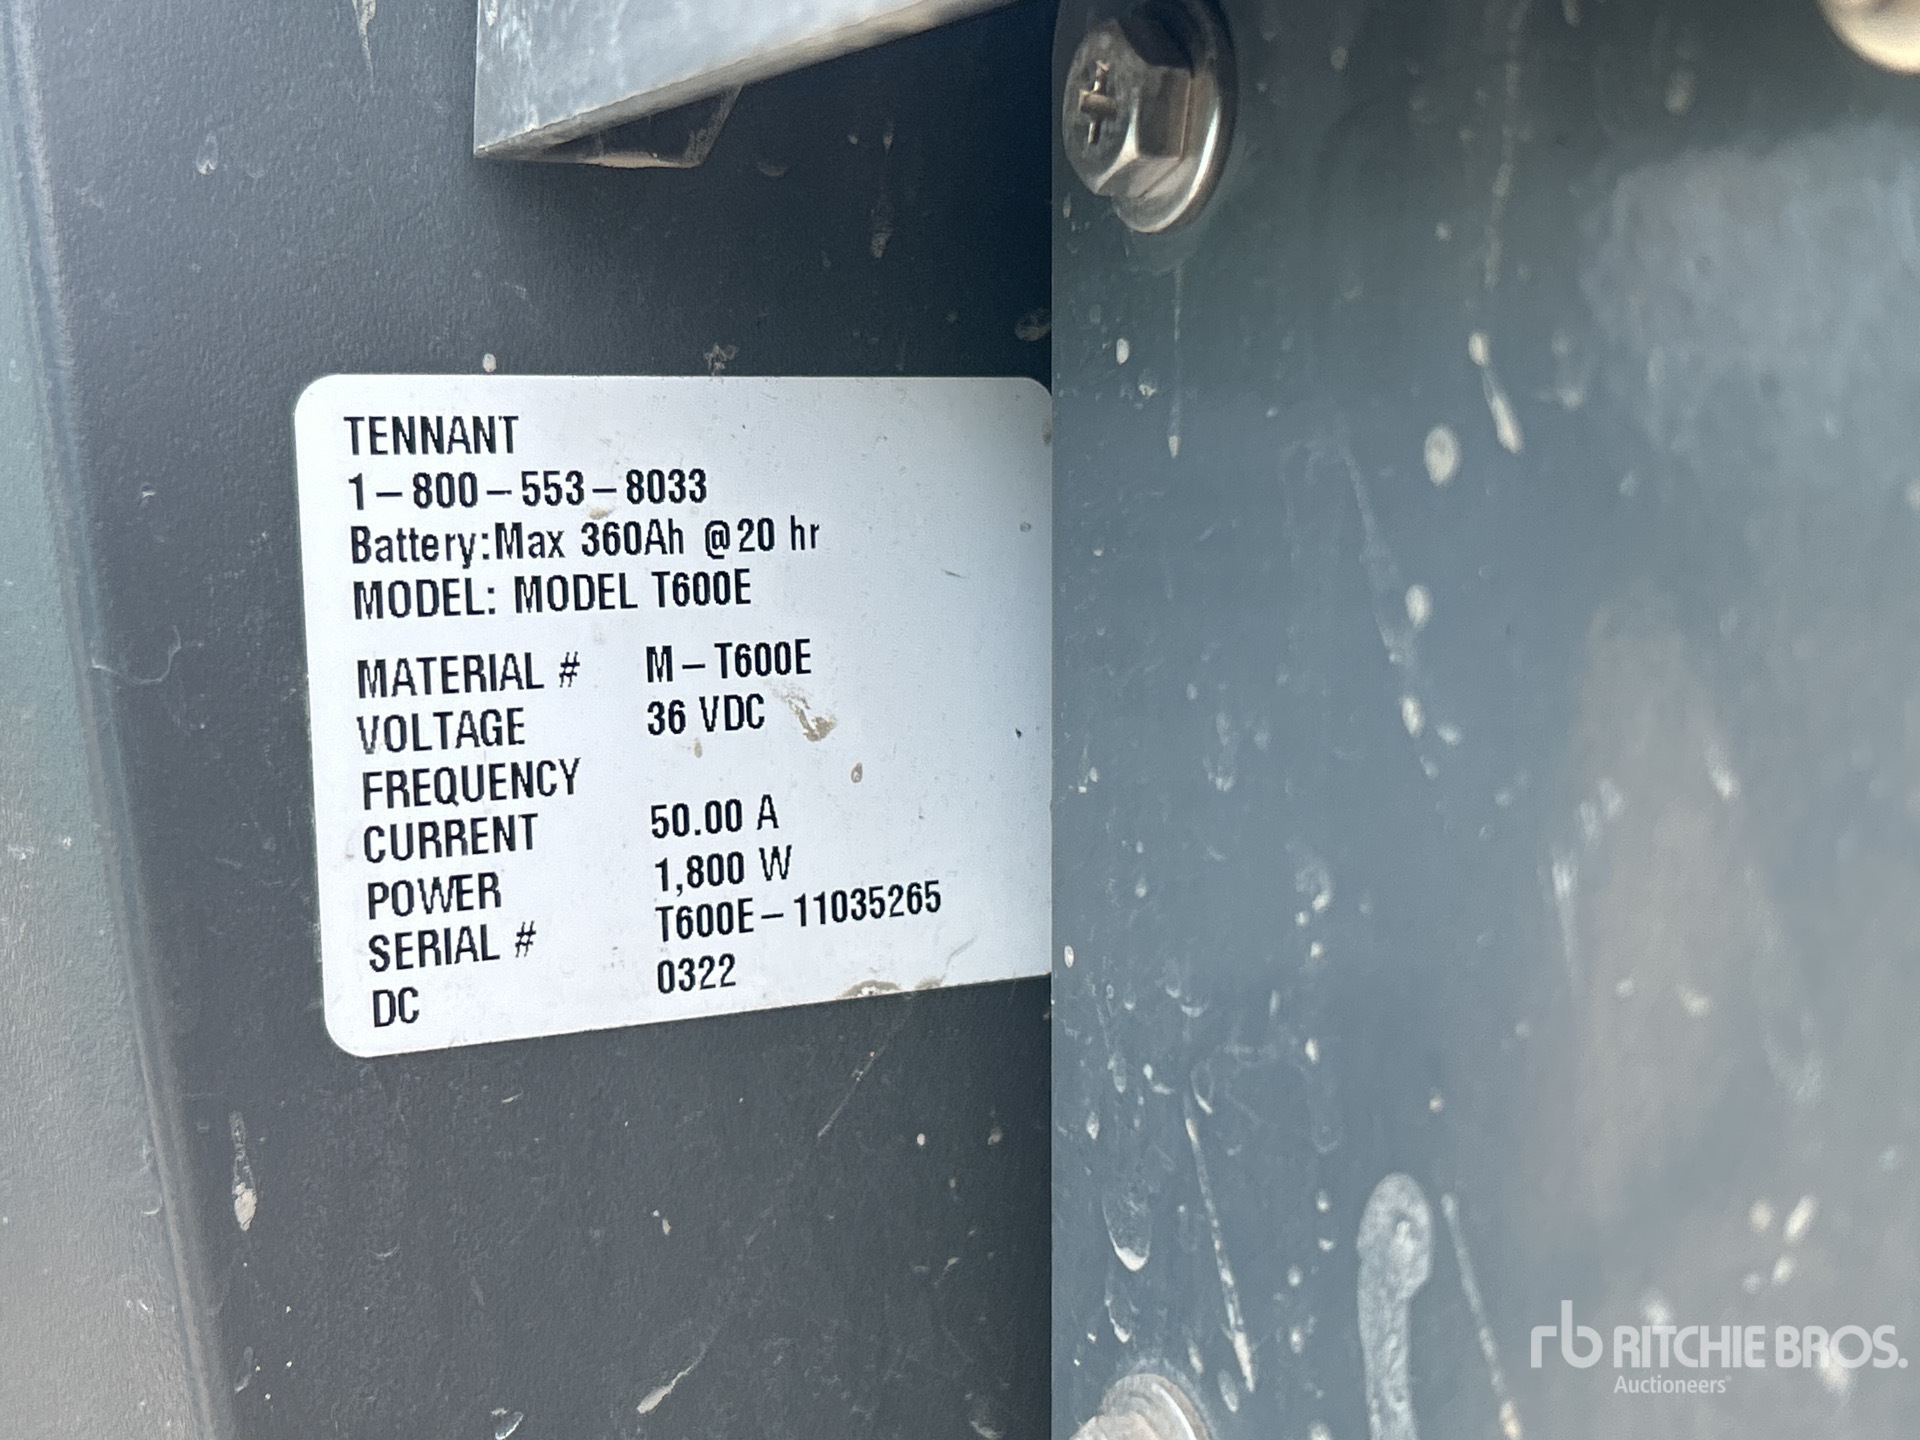 TENNANT
1-800-553-8033
Battery:Max 360Ah @20 hr
MODEL: MODEL T600E
MATERIAL # M-T600E
VOLTAGE 36 VDC
FREQUENCY
CURRENT 50.00 A
POWER 1,800 W
SERIAL # T600E-11035265
DC 0322
rb RITCHIE BROS.
Auctioneers